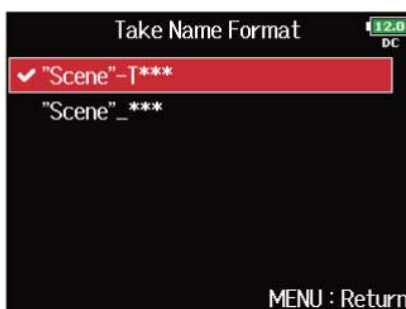 Take Name Format
12.0
DC
"Scene"-T***
"Scene"_***
MENU : Return